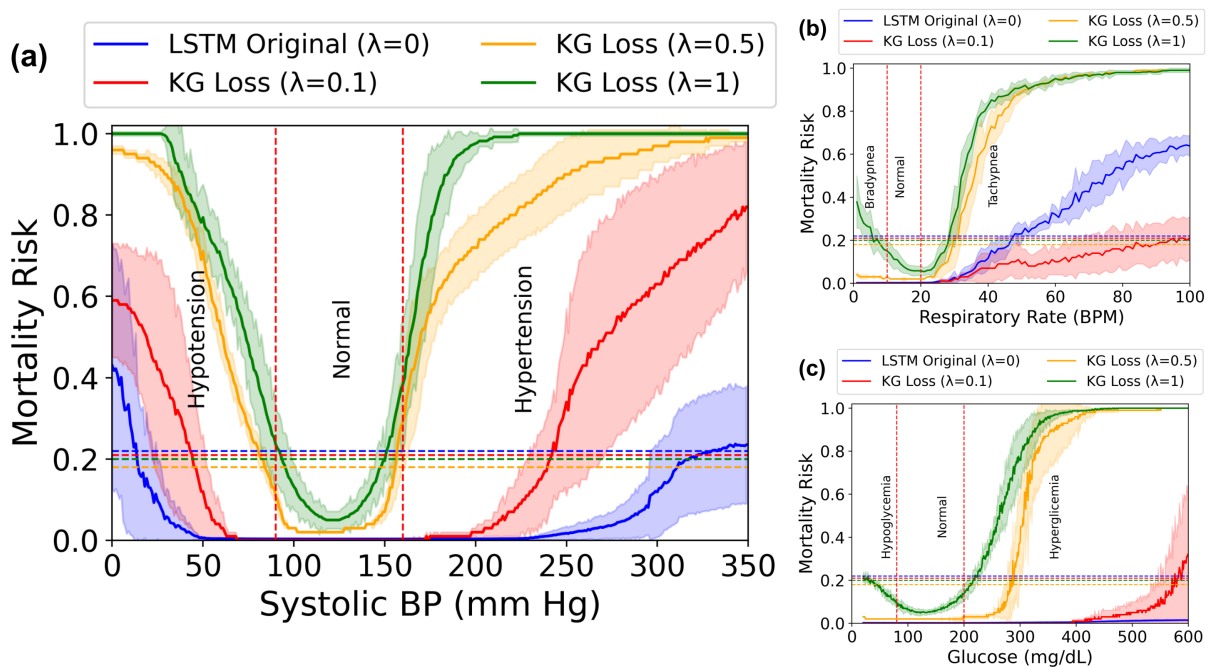 (a)
LSTM Original (λ=0)
KG Loss (λ=0.1)
KG Loss (λ=0.5)
KG Loss (λ=1)
Mortality Risk
1.0
0.8
0.6
0.4
0.2
0.0
Hypotension
Normal
Hypertension
0
50
100
150
200
250
300
350
Systolic BP (mm Hg)
(b)
LSTM Original (λ=0)
KG Loss (λ=0.1)
KG Loss (λ=0.5)
KG Loss (λ=1)
Mortality Risk
1.0
0.8
0.6
0.4
0.2
0.0
Bradypnea
Normal
Tachypnea
0
20
40
60
80
100
Respiratory Rate (BPM)
(c)
LSTM Original (λ=0)
KG Loss (λ=0.1)
KG Loss (λ=0.5)
KG Loss (λ=1)
Mortality Risk
1.0
0.8
0.6
0.4
0.2
0.0
Hypoglycemia
Normal
Hyperglicemia
0
100
200
300
400
500
600
Glucose (mg/dL)